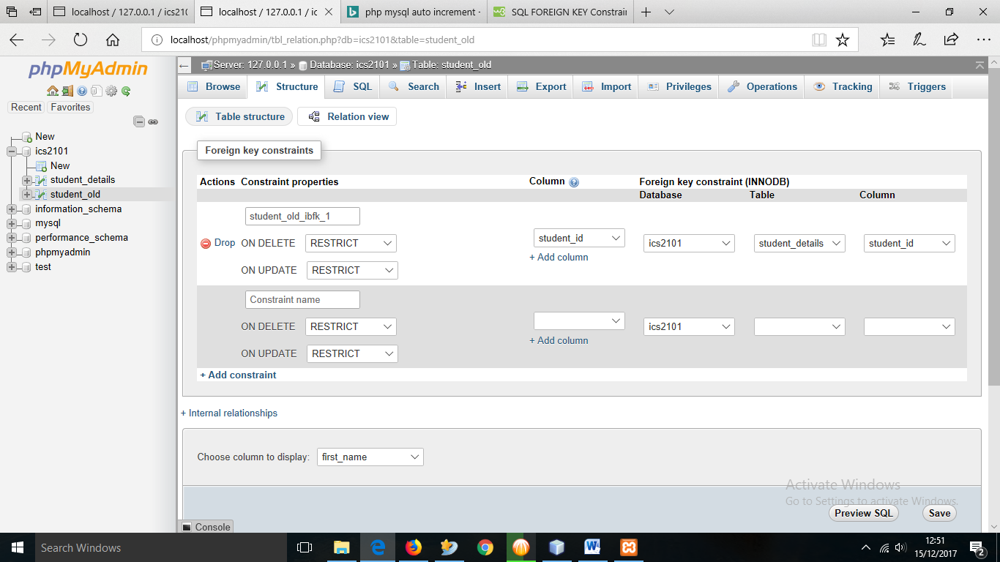 localhost / 127.0.0.1 / ics210
localhost / 127.0.0.1 / ic
php mysql auto increment -
SQL FOREIGN KEY Constrain
localhost/phpmyadmin/tbl_relation.php?db=ics2101&table=student_old
phpMyAdmin
Recent Favorites
New
ics2101
New
student_details
student_old
information_schema
mysql
performance_schema
phpmyadmin
test
Server: 127.0.0.1 » Database: ics2101 » Table: student_old
Browse Structure SQL Search Insert Export Import Privileges Operations Tracking Triggers
Table structure Relation view
Foreign key constraints
Actions Constraint properties Column Foreign key constraint (INNODB)
Database Table Column
student_old_ibfk_1
Drop ON DELETE RESTRICT student_id ics2101 student_details student_id
+ Add column
ON UPDATE RESTRICT
Constraint name
ON DELETE RESTRICT ics2101
+ Add column
ON UPDATE RESTRICT
+ Add constraint
+ Internal relationships
Choose column to display: first_name
Activate Windows
Go to Settings to activate Windows.
Preview SQL Save
Console
Search Windows
12:51
15/12/2017
2